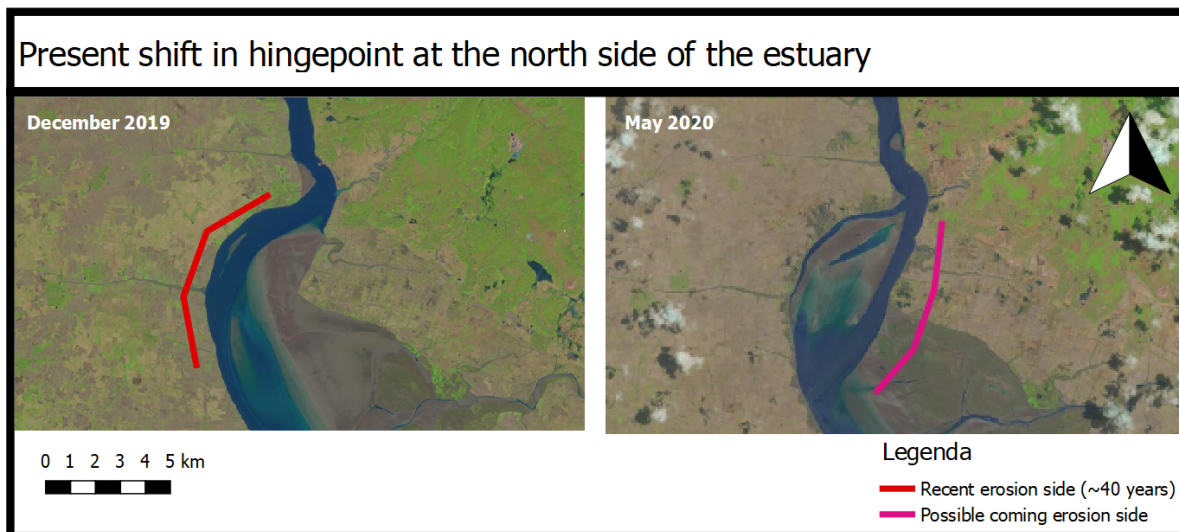 Present shift in hingepoint at the north side of the estuary
December 2019
May 2020
0 1 2 3 4 5 km
Legenda
Recent erosion side (~40 years)
Possible coming erosion side